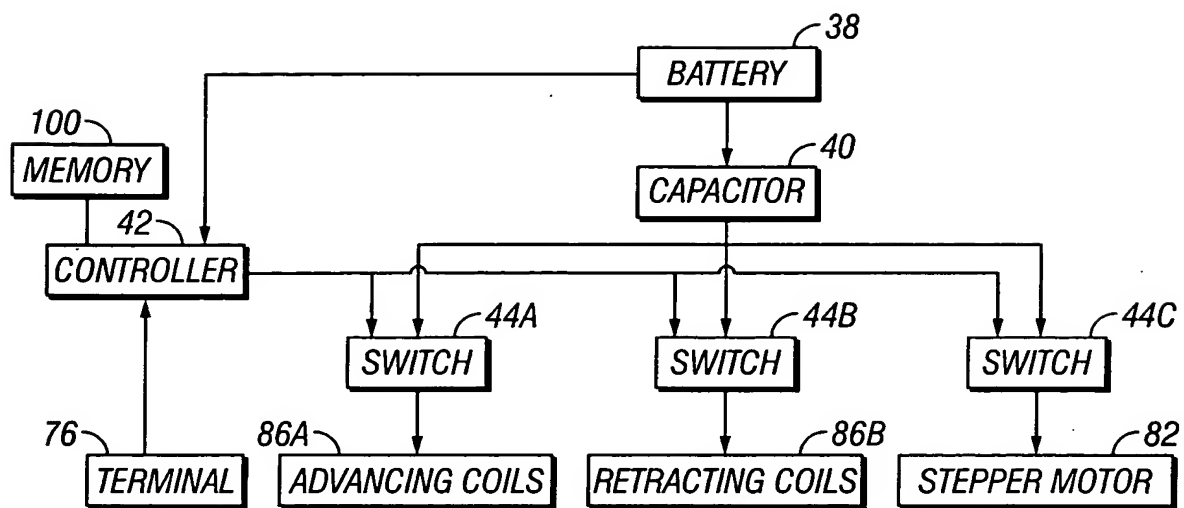 38
BATTERY
100
MEMORY
40
CAPACITOR
42
CONTROLLER
44A
SWITCH
44B
SWITCH
44C
SWITCH
76
TERMINAL
86A
ADVANCING COILS
86B
RETRACTING COILS
82
STEPPER MOTOR